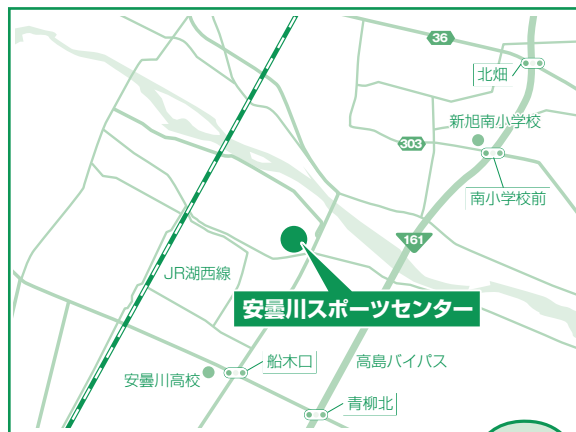 36
北畑
新旭南小学校
303
南小学校前
161
JR湖西線
安曇川スポーツセンター
船木口
高島バイパス
安曇川高校
青柳北